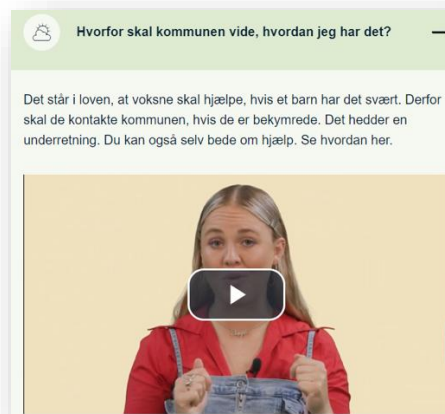 Hvorfor skal kommunen vide, hvordan jeg har det?
Det står i loven, at voksne skal hjælpe, hvis et barn har det svært. Derfor
skal de kontakte kommunen, hvis de er bekymrede. Det hedder en
underretning. Du kan også selv bede om hjælp. Se hvordan her.